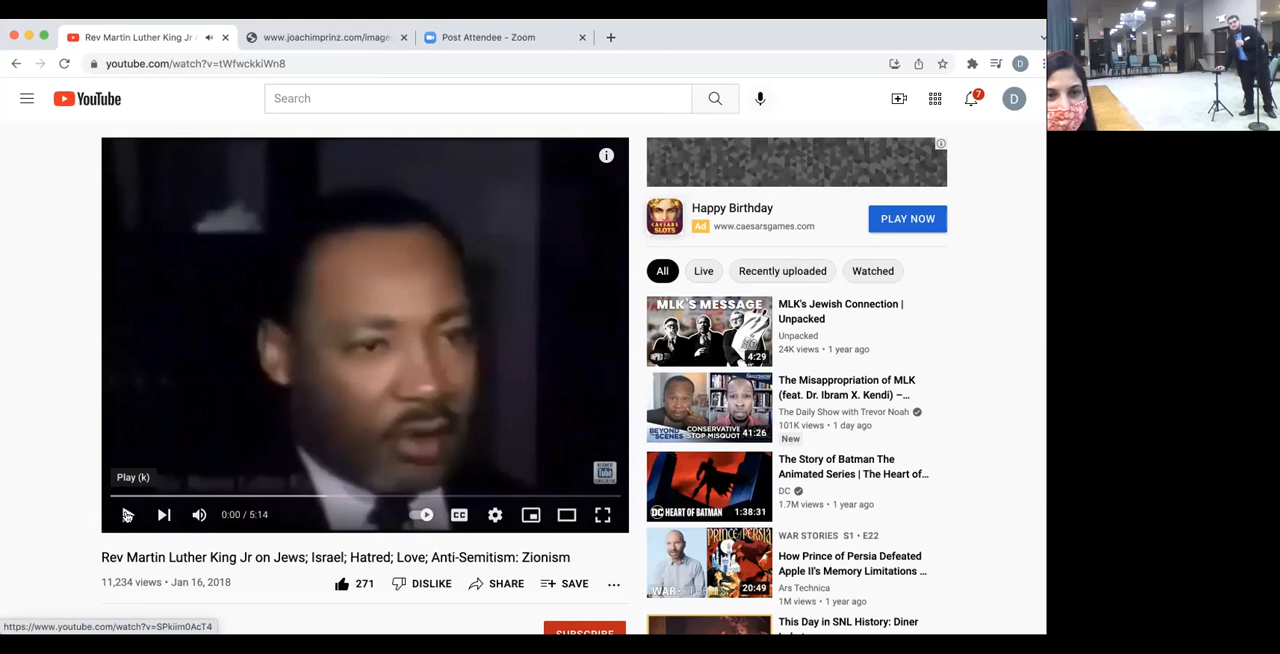 Rev Martin Luther King Jr
www.joachimprinz.com/image
Post Attendee - Zoom
youtube.com/watch?v=tWfwckkiWn8
D
YouTube
Search
7
D
Happy Birthday
Ad www.caesarsgames.com
PLAY NOW
CAESARS
SLOTS
All
Live
Recently uploaded
Watched
MLK'S MESSAGE
4:29
MLK's Jewish Connection |
Unpacked
Unpacked
24K views • 1 year ago
BEYOND
SCENES
CONSERVATIVE
STOP MISQUOT
41:26
The Misappropriation of MLK
(feat. Dr. Ibram X. Kendi) –...
The Daily Show with Trevor Noah
101K views • 1 day ago
New
DC HEART OF BATMAN
1:38:31
The Story of Batman The
Animated Series | The Heart of...
DC
1.7M views • 1 year ago
WAR STORIES S1 • E22
PRINCE PERSIA
WAR
20:49
How Prince of Persia Defeated
Apple II's Memory Limitations ...
Ars Technica
1M views • 1 year ago
This Day in SNL History: Diner
Play (k)
Tube
0:00 / 5:14
CC
Rev Martin Luther King Jr on Jews; Israel; Hatred; Love; Anti-Semitism: Zionism
11,234 views • Jan 16, 2018
271
DISLIKE
SHARE
SAVE
SUBSCRIBE
https://www.youtube.com/watch?v=SPkiim0AcT4